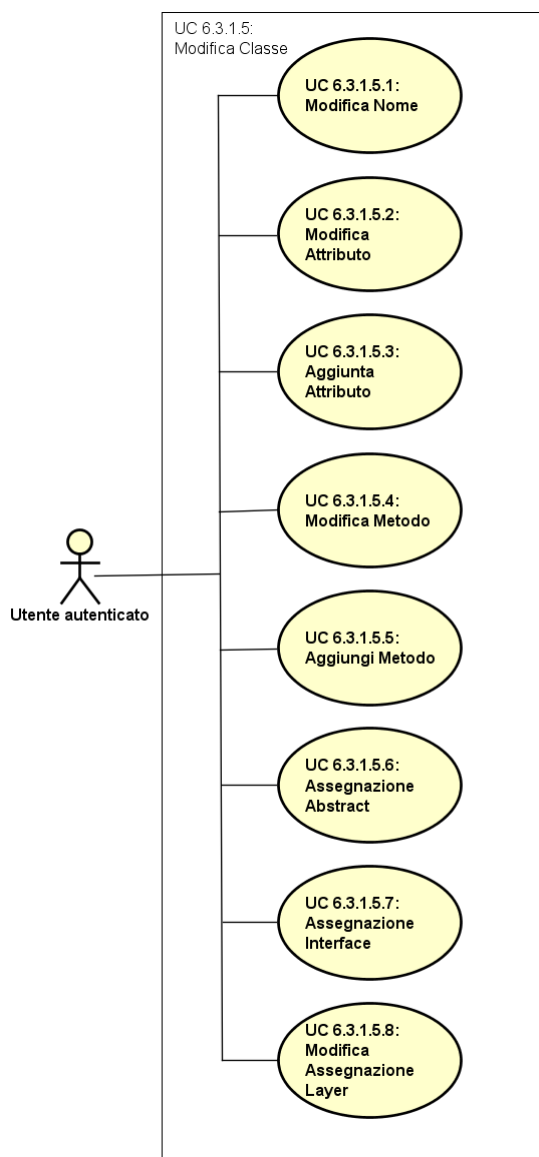 UC 6.3.1.5:
Modifica Classe
UC 6.3.1.5.1:
Modifica Nome
UC 6.3.1.5.2:
Modifica
Attributo
UC 6.3.1.5.3:
Aggiunta
Attributo
UC 6.3.1.5.4:
Modifica Metodo
Utente autenticato
UC 6.3.1.5.5:
Aggiungi Metodo
UC 6.3.1.5.6:
Assegnazione
Abstract
UC 6.3.1.5.7:
Assegnazione
Interface
UC 6.3.1.5.8:
Modifica
Assegnazione
Layer